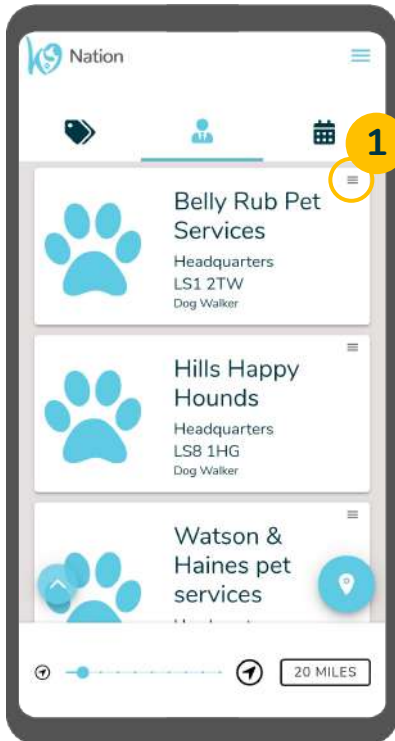 K9 Nation
1
Belly Rub Pet
Services
Headquarters
LS1 2TW
Dog Walker
Hills Happy
Hounds
Headquarters
LS8 1HG
Dog Walker
Watson &
Haines pet
services
20 MILES